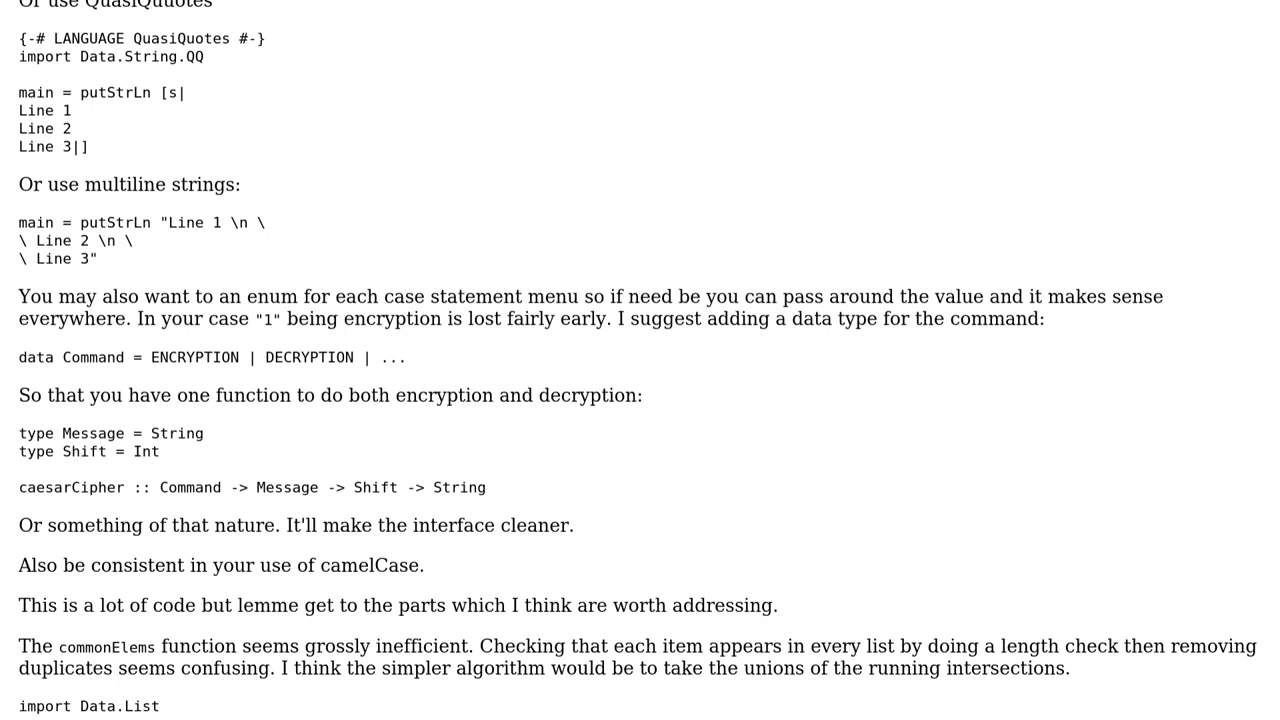 Or use QuasiQuotes
{-# LANGUAGE QuasiQuotes #-}
import Data.String.QQ
main = putStrLn [s|
Line 1
Line 2
Line 3|]
Or use multiline strings:
main = putStrLn "Line 1 \n \
\ Line 2 \n \
\ Line 3"
You may also want to an enum for each case statement menu so if need be you can pass around the value and it makes sense
everywhere. In your case "1" being encryption is lost fairly early. I suggest adding a data type for the command:
data Command = ENCRYPTION | DECRYPTION | ...
So that you have one function to do both encryption and decryption:
type Message = String
type Shift = Int
caesarCipher :: Command -> Message -> Shift -> String
Or something of that nature. It'll make the interface cleaner.
Also be consistent in your use of camelCase.
This is a lot of code but lemme get to the parts which I think are worth addressing.
The commonElems function seems grossly inefficient. Checking that each item appears in every list by doing a length check then removing
duplicates seems confusing. I think the simpler algorithm would be to take the unions of the running intersections.
import Data.List